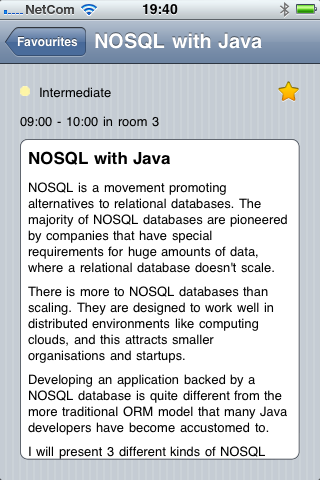 NetCom 19:40
Favourites NOSQL with Java
Intermediate
09:00 - 10:00 in room 3
NOSQL with Java
NOSQL is a movement promoting
alternatives to relational databases. The
majority of NOSQL databases are pioneered
by companies that have special
requirements for huge amounts of data,
where a relational database doesn't scale.
There is more to NOSQL databases than
scaling. They are designed to work well in
distributed environments like computing
clouds, and this attracts smaller
organisations and startups.
Developing an application backed by a
NOSQL database is quite different from the
more traditional ORM model that many Java
developers have become accustomed to.
I will present 3 different kinds of NOSQL